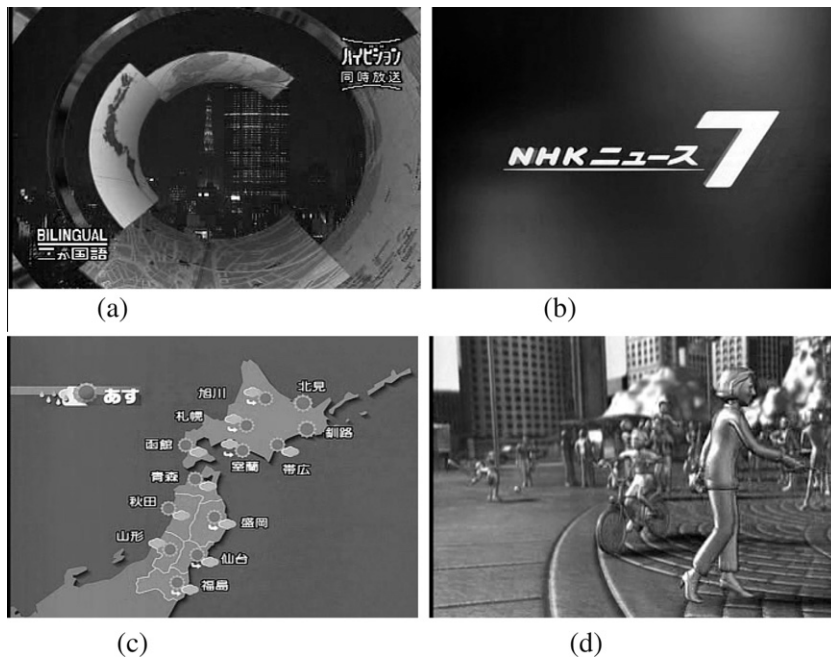 ハイビジョン
同時放送
BILINGUAL
二か国語
(a)
NHKニュース7
(b)
あす
旭川
北見
札幌
釧路
函館
室蘭
帯広
青森
秋田
盛岡
山形
仙台
福島
(c)
(d)